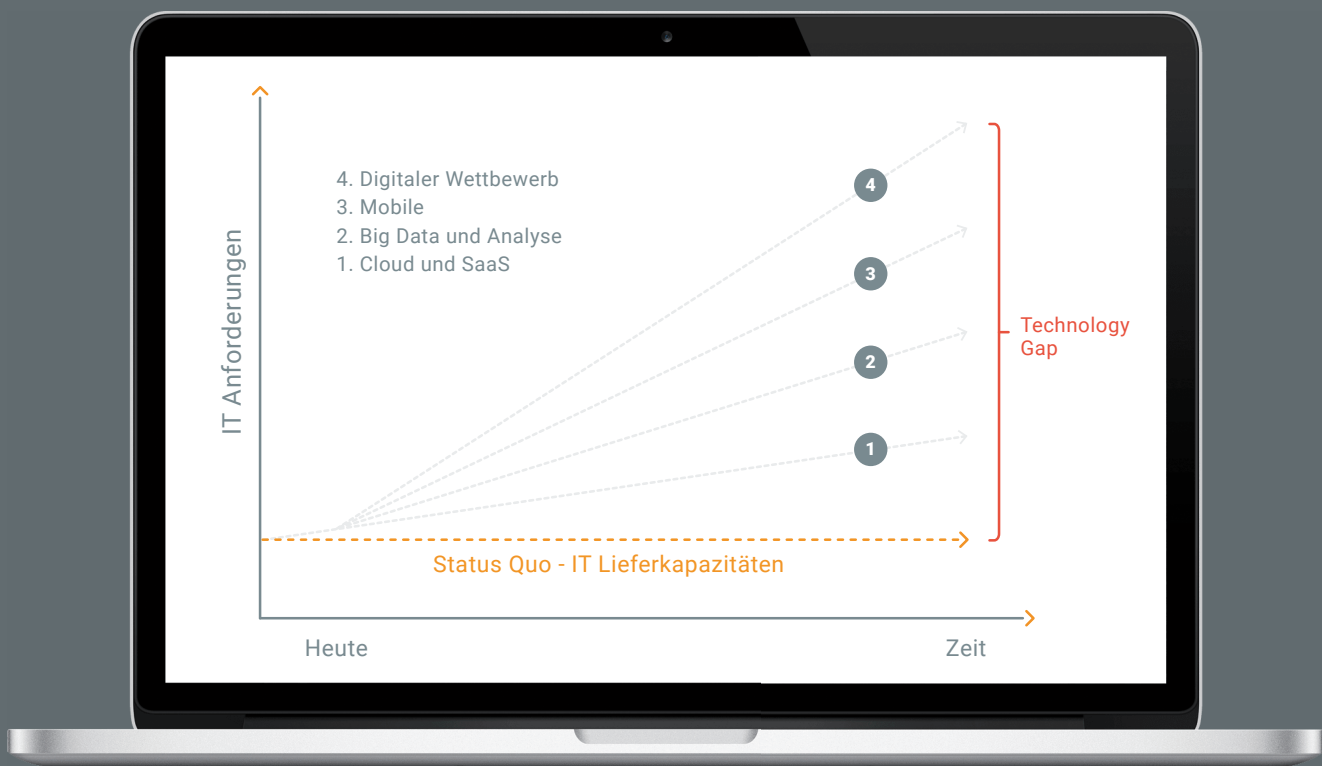 4. Digitaler Wettbewerb
3. Mobile
2. Big Data und Analyse
1. Cloud und SaaS
IT Anforderungen
4
3
2
1
Technology
Gap
Status Quo - IT Lieferkapazitäten
Heute
Zeit